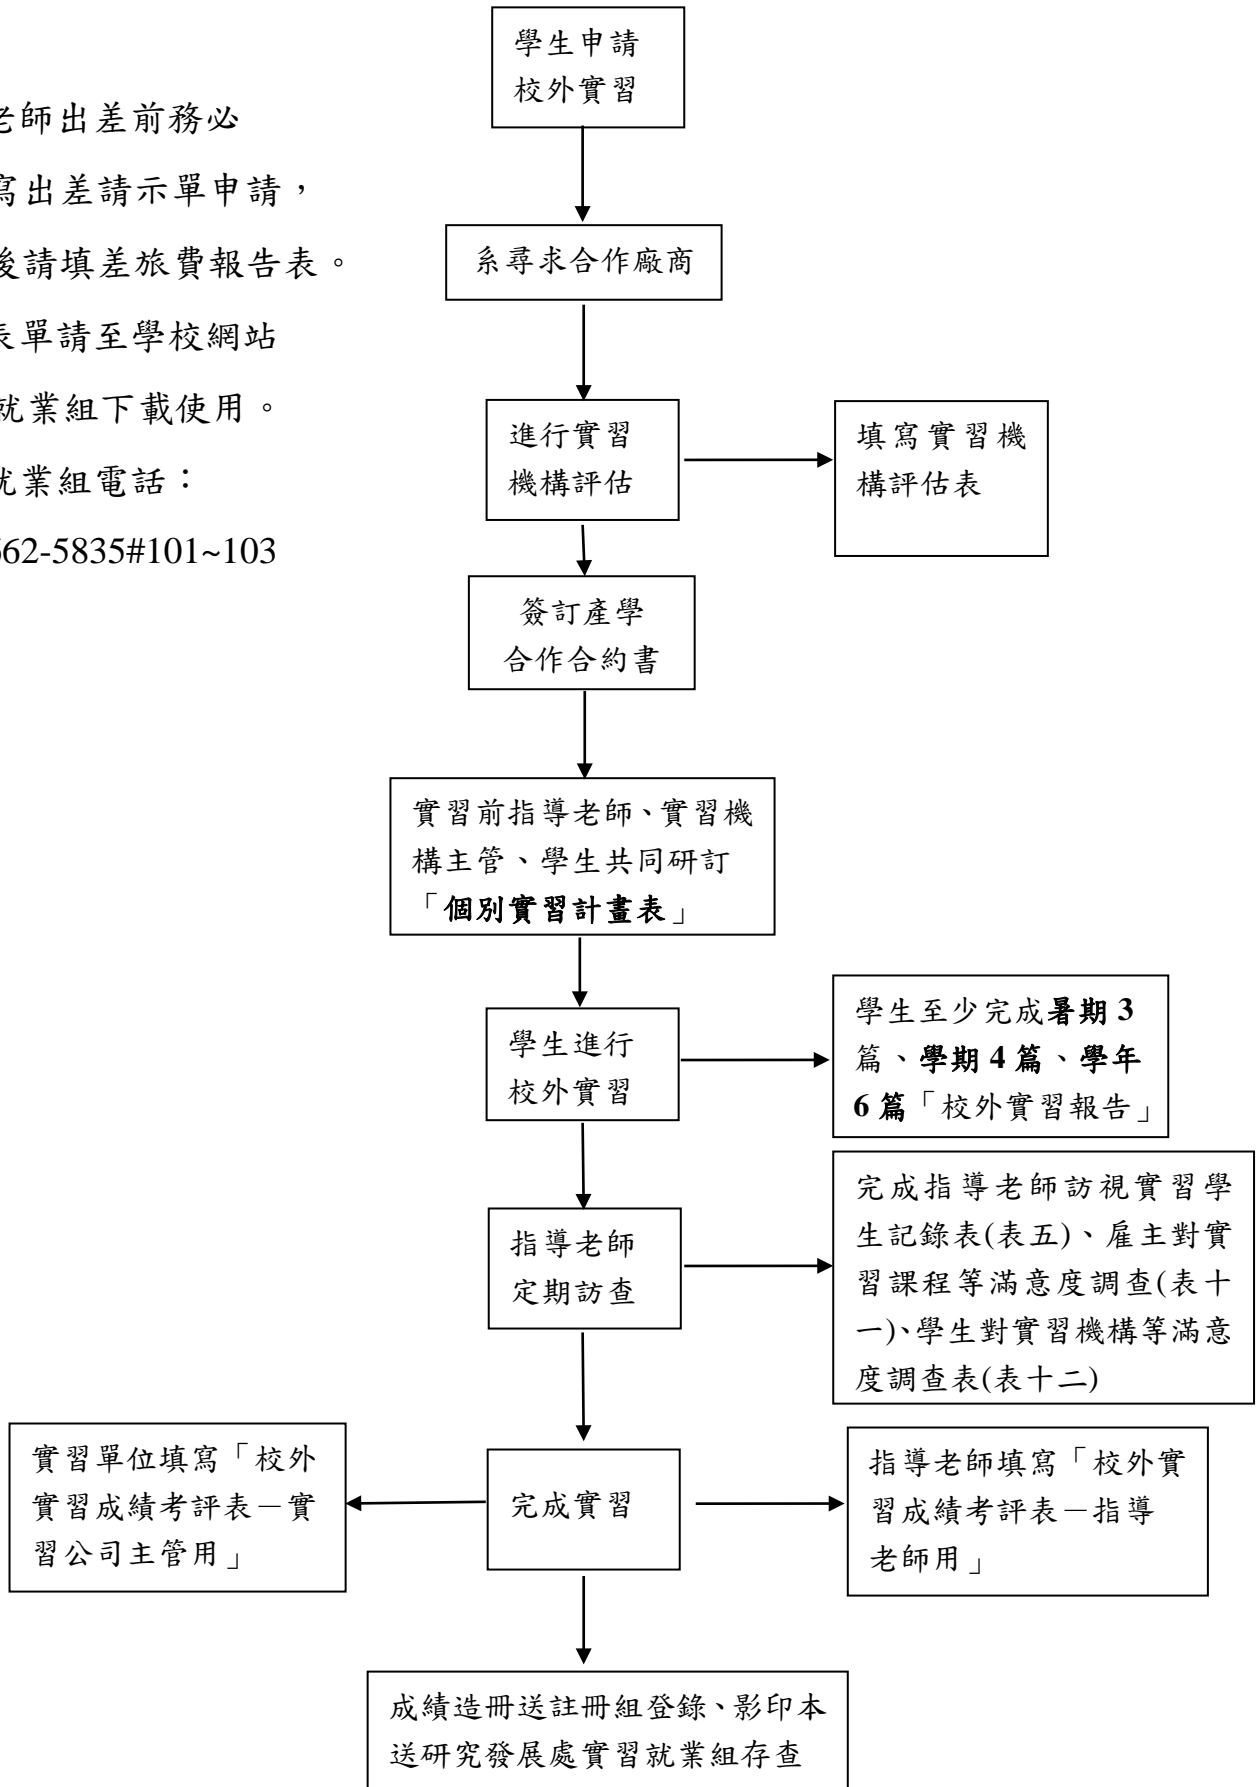 學生申請
校外實習
老師出差前務必
寫出差請示單申請，
後請填差旅費報告表。
表單請至學校網站
就業組下載使用。
就業組電話：
662-5835#101~103
系尋求合作廠商
進行實習
機構評估
填寫實習機
構評估表
簽訂產學
合作合約書
實習前指導老師、實習機
構主管、學生共同研訂
「個別實習計畫表」
學生進行
校外實習
學生至少完成暑期 3
篇、學期 4 篇、學年
6 篇「校外實習報告」
指導老師
定期訪查
完成指導老師訪視實習學
生記錄表(表五)、雇主對實
習課程等滿意度調查(表十
一)、學生對實習機構等滿意
度調查表(表十二)
實習單位填寫「校外
實習成績考評表－實
習公司主管用」
完成實習
指導老師填寫「校外實
習成績考評表－指導
老師用」
成績造冊送註冊組登錄、影印本
送研究發展處實習就業組存查